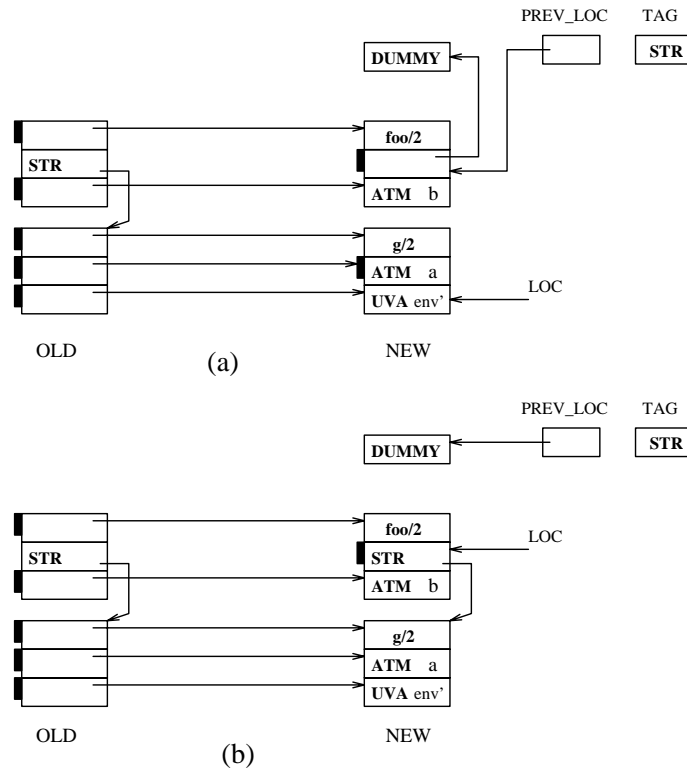 PREV_LOC TAG
DUMMY STR
foo/2
STR
ATM b
g/2
ATM a
UVA env' LOC
OLD NEW
(a)
PREV_LOC TAG
DUMMY STR
foo/2
STR STR LOC
ATM b
g/2
ATM a
UVA env'
OLD NEW
(b)